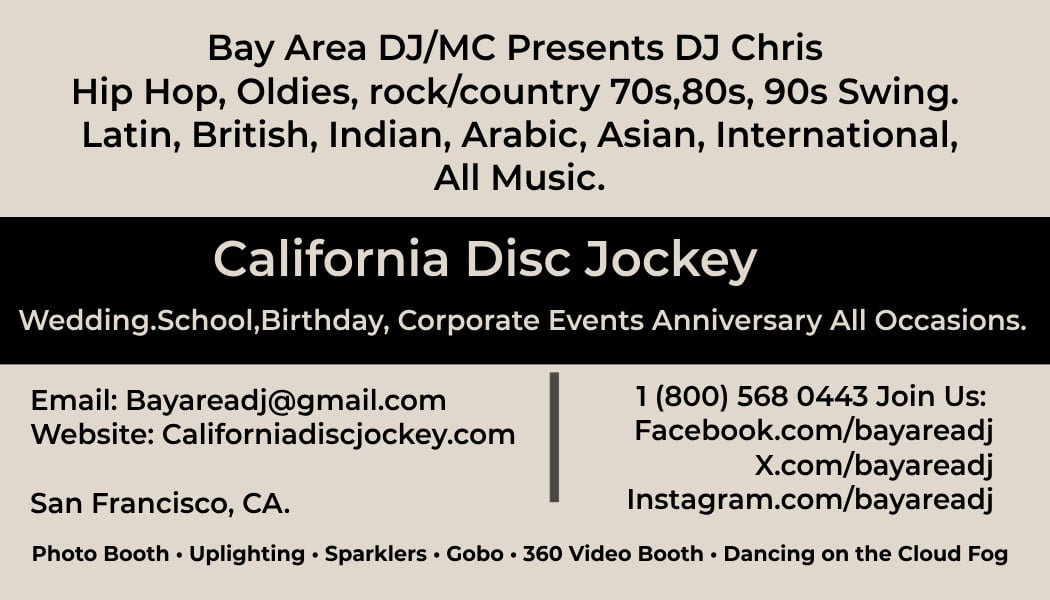 Bay Area DJ/MC Presents DJ Chris
Hip Hop, Oldies, rock/country 70s,80s, 90s Swing.
Latin, British, Indian, Arabic, Asian, International,
All Music.
California Disc Jockey
Wedding.School,Birthday, Corporate Events Anniversary All Occasions.
Email: Bayareadj@gmail.com
Website: Californiadiscjockey.com
San Francisco, CA.
1 (800) 568 0443 Join Us:
Facebook.com/bayareadj
X.com/bayareadj
Instagram.com/bayareadj
Photo Booth • Uplighting • Sparklers • Gobo • 360 Video Booth • Dancing on the Cloud Fog